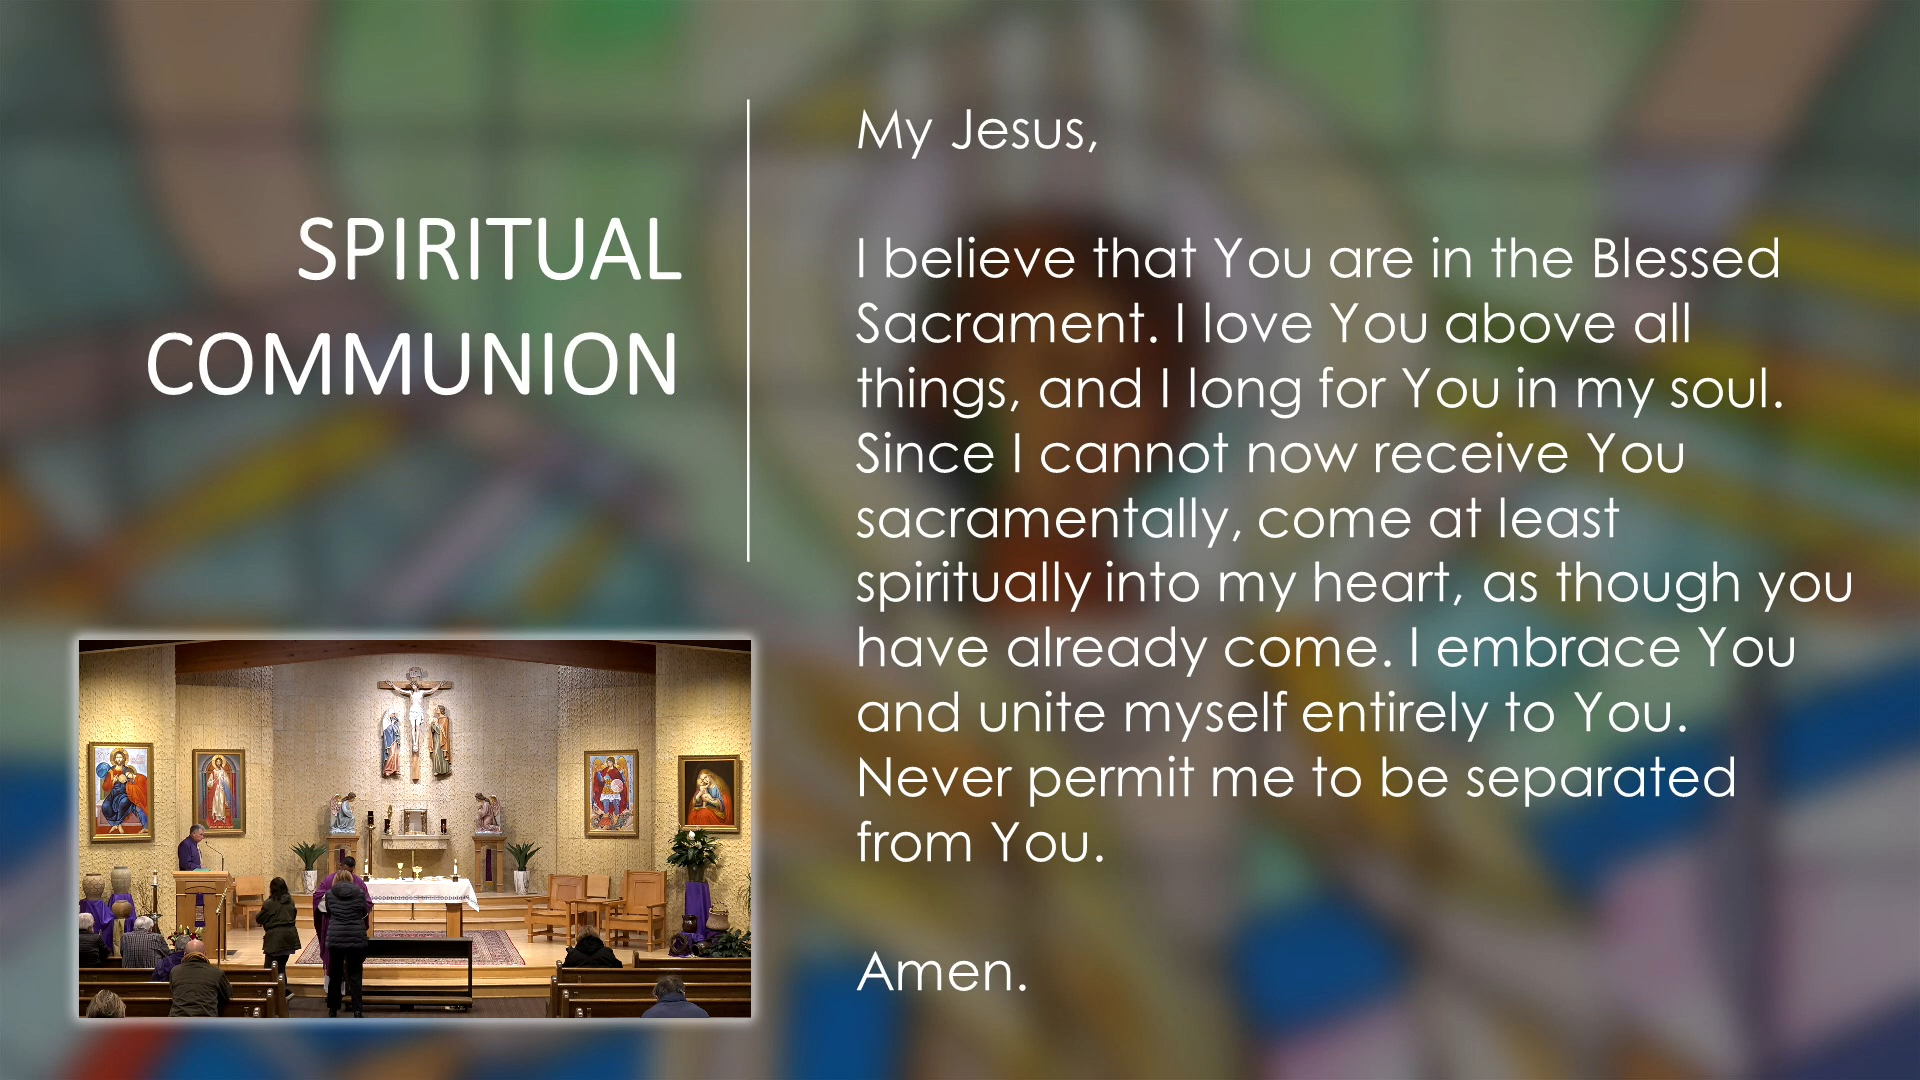 SPIRITUAL
COMMUNION
My Jesus,
I believe that You are in the Blessed
Sacrament. I love You above all
things, and I long for You in my soul.
Since I cannot now receive You
sacramentally, come at least
spiritually into my heart, as though you
have already come. I embrace You
and unite myself entirely to You.
Never permit me to be separated
from You.
Amen.